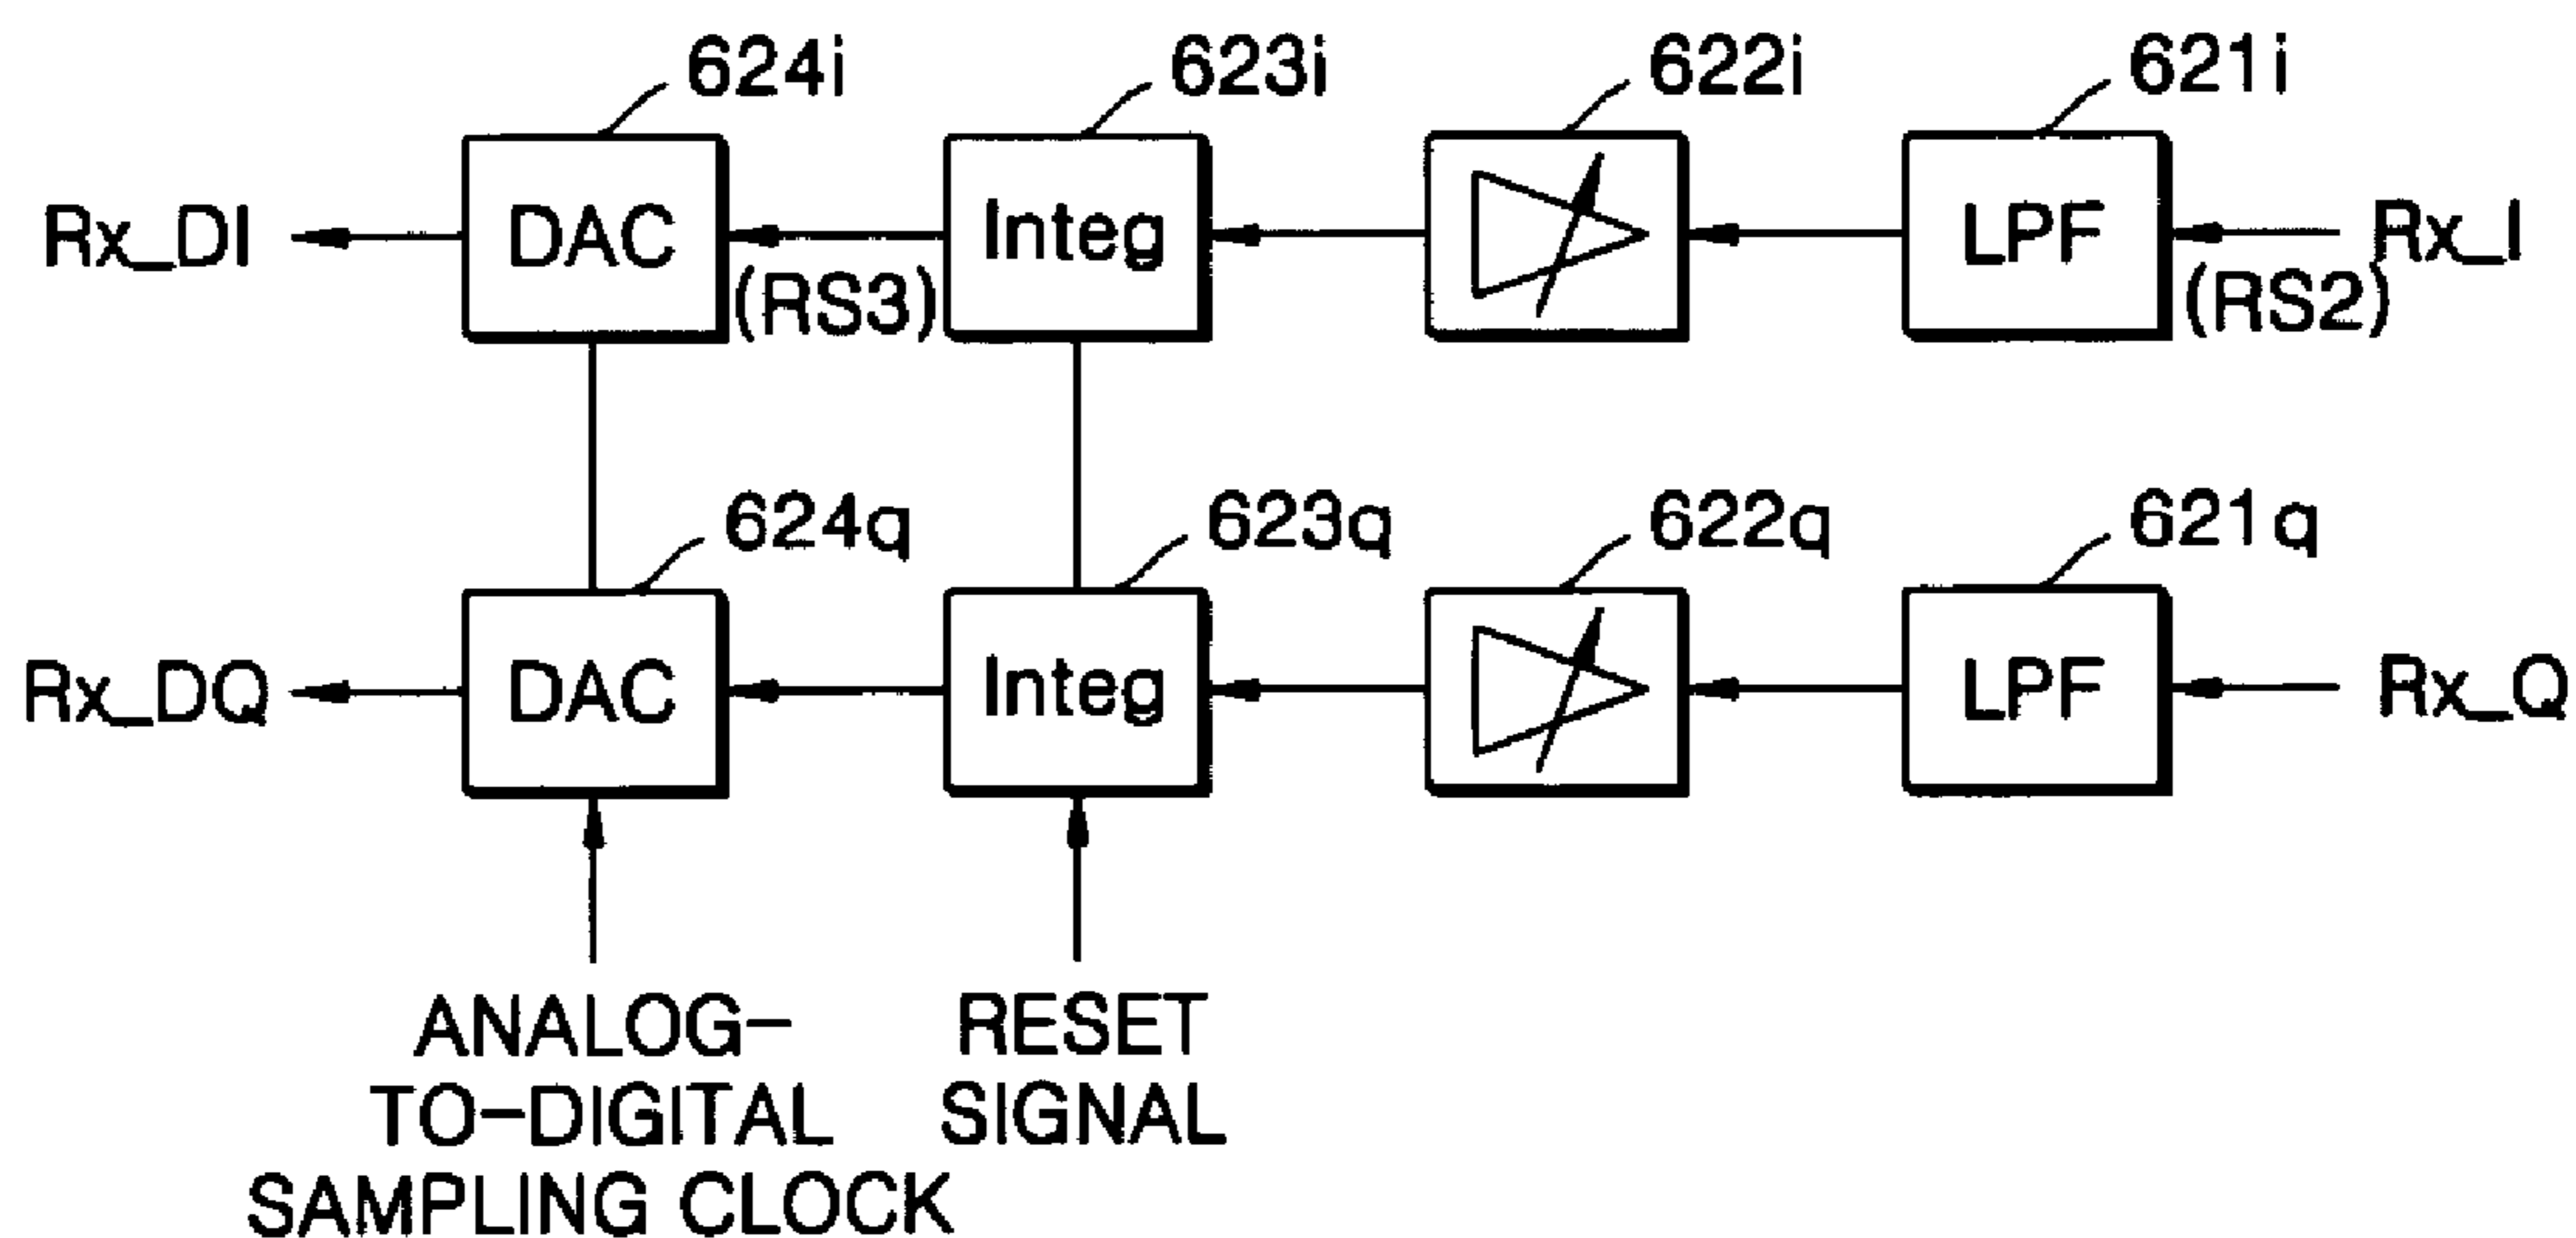 624i 623i 622i 621i
Rx_DI DAC Integ LPF Rx_I
(RS3) (RS2)
624q 623q 622q 621q
Rx_DQ DAC Integ LPF Rx_Q
ANALOG- RESET
TO-DIGITAL SIGNAL
SAMPLING CLOCK